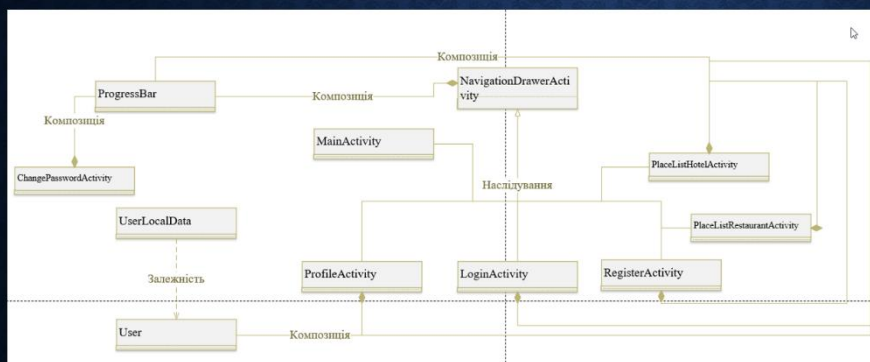 Композиція
ProgressBar
Композиція
NavigationDrawerActi
vity
Композиція
MainActivity
ChangePasswordActivity
PlaceListHotelActivity
Наслідування
UserLocalData
PlaceListRestaurantActivity
Залежність
ProfileActivity
LoginActivity
RegisterActivity
User
Композиція